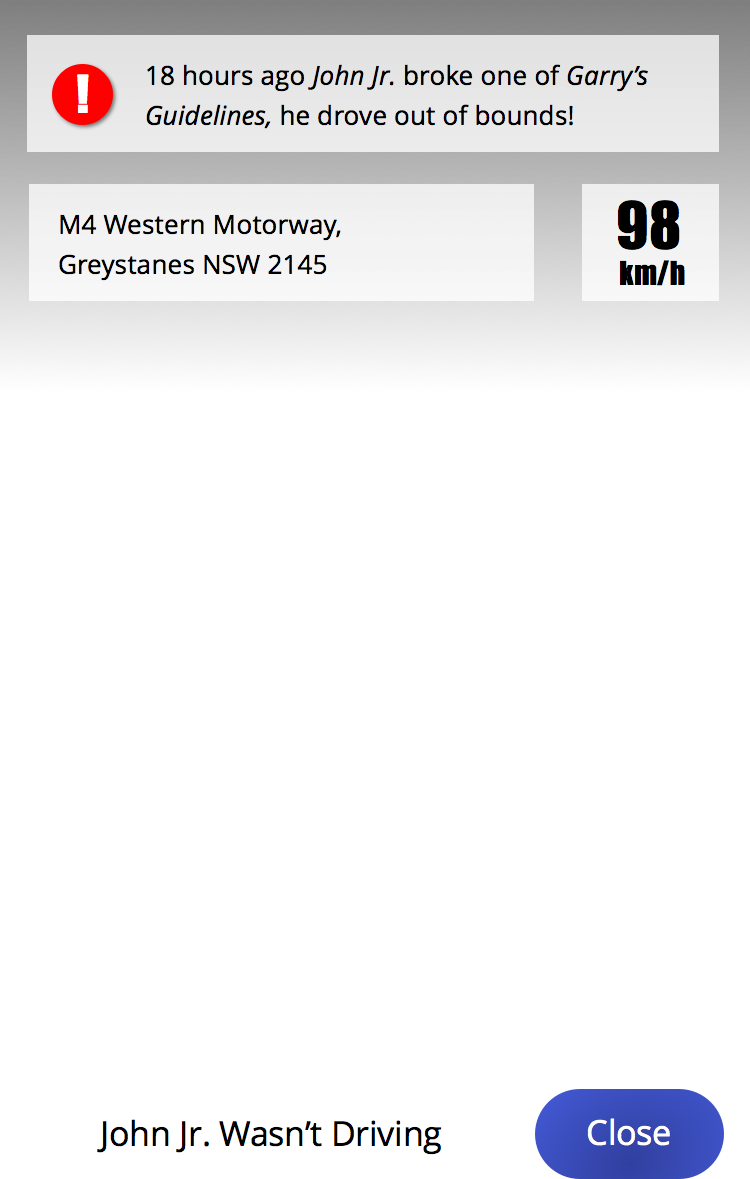 !
18 hours ago John Jr. broke one of Garry’s
Guidelines, he drove out of bounds!
M4 Western Motorway,
Greystanes NSW 2145
98
km/h
John Jr. Wasn’t Driving
Close